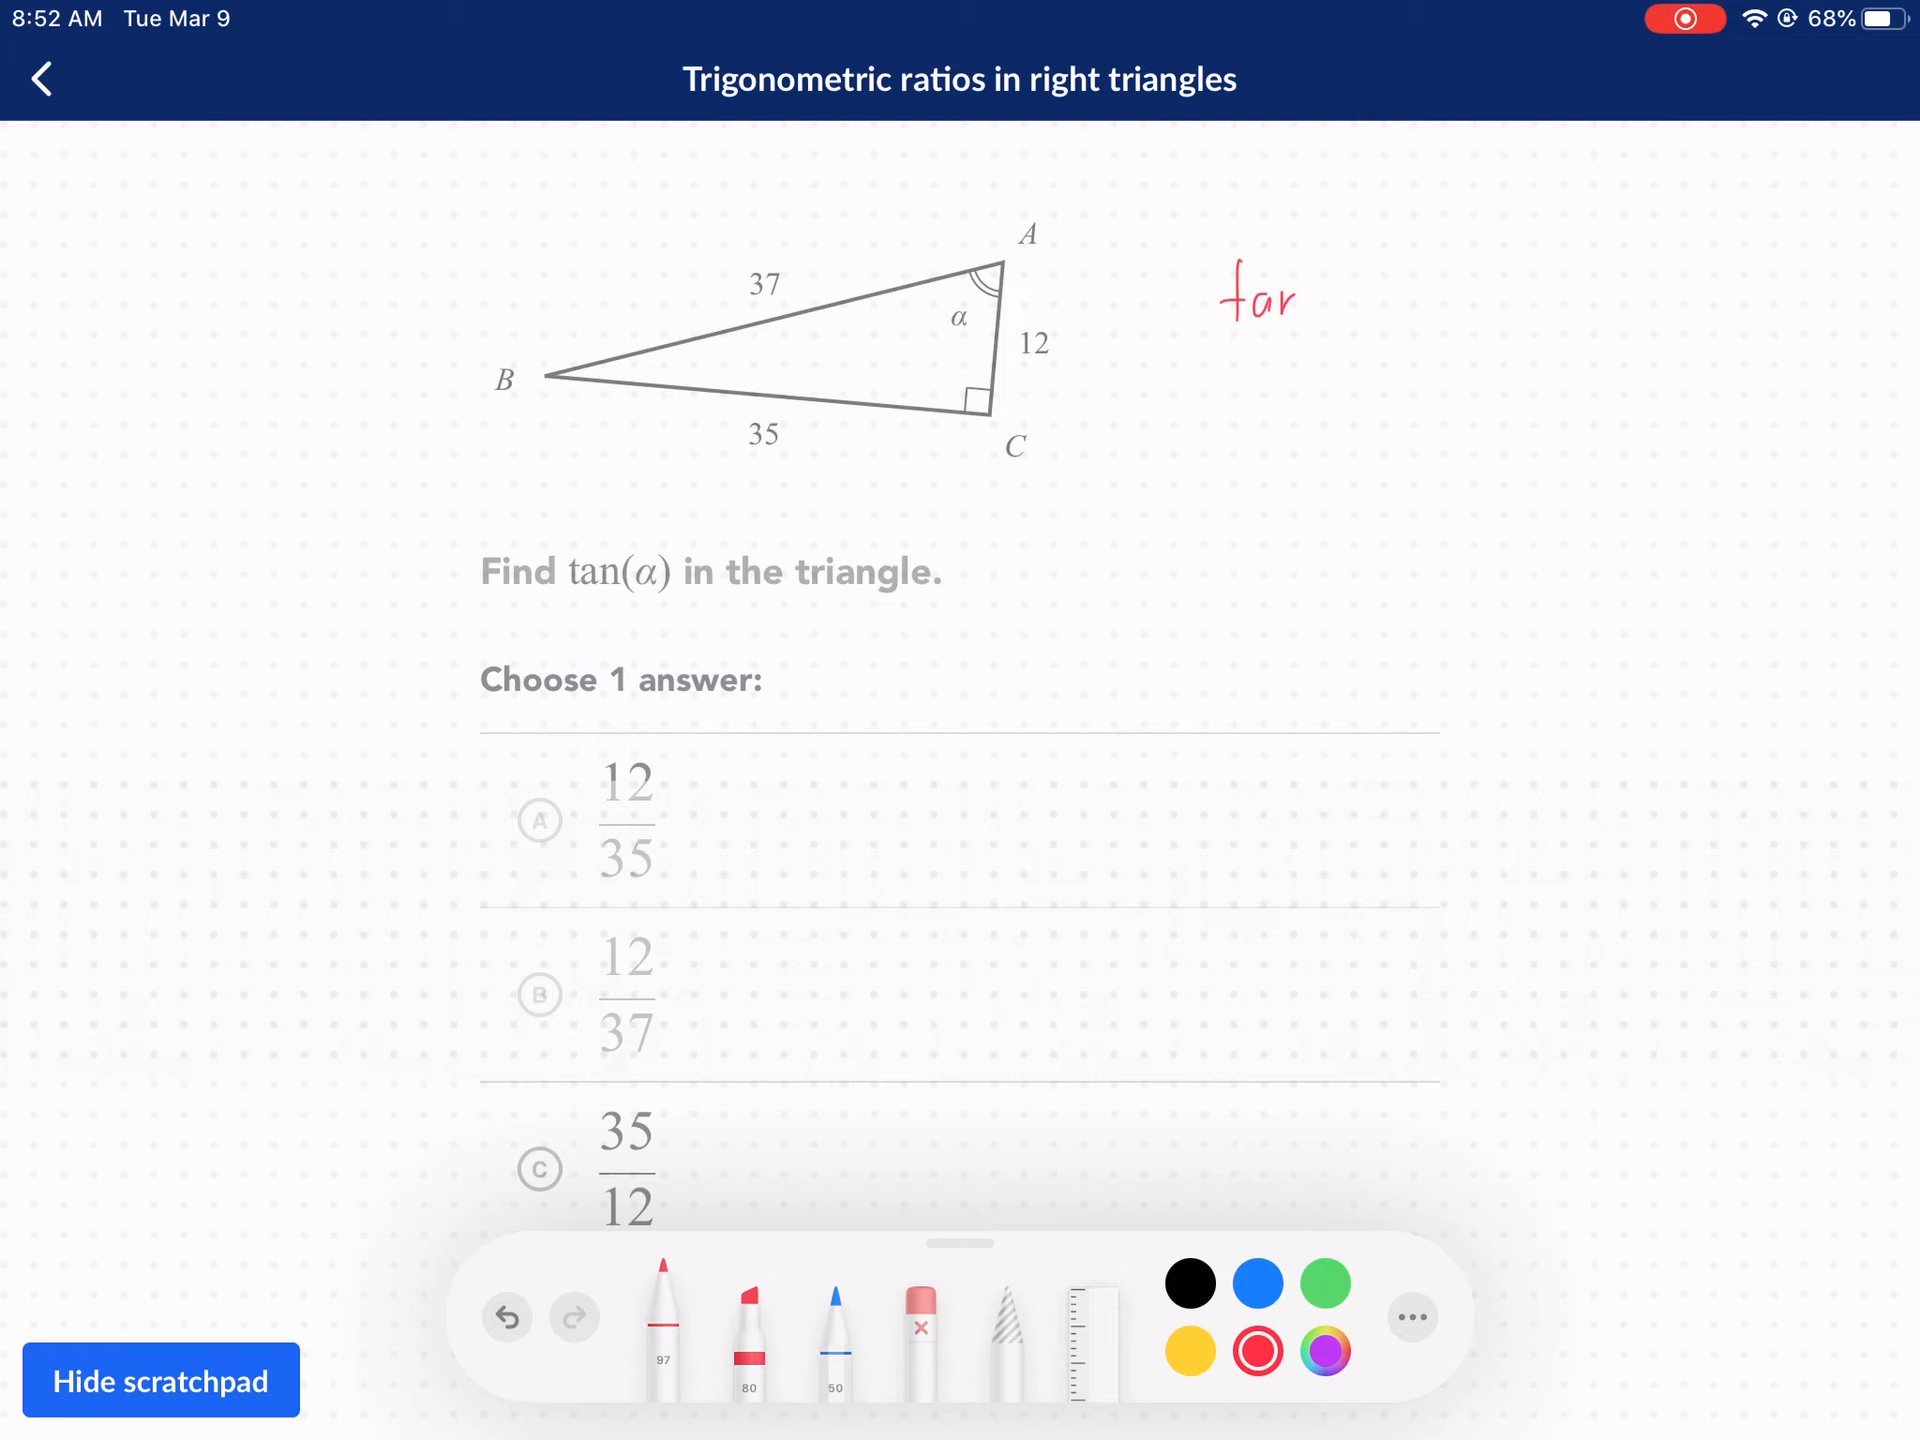 8:52 AM Tue Mar 9 68%
Trigonometric ratios in right triangles
A
37
α
12
B
35
C
tar
Find tan(α) in the triangle.
Choose 1 answer:
A 12/35
B 12/37
C 35/12
97 80 50
Hide scratchpad